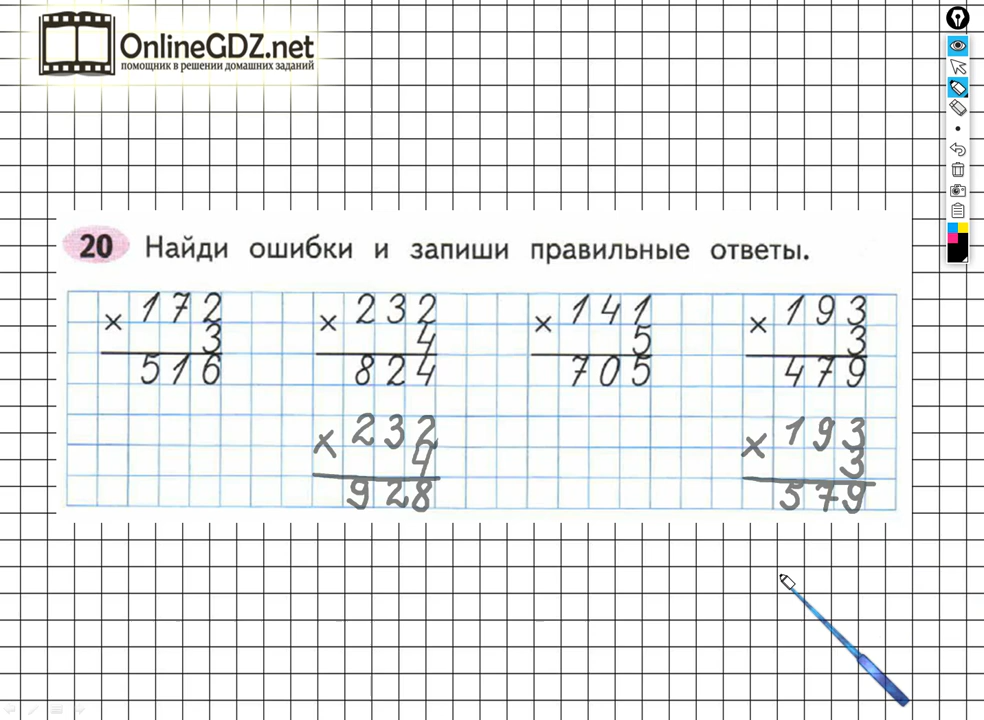 OnlineGDZ.net
помощник в решении домашних заданий
20 Найди ошибки и запиши правильные ответы.
× 172 × 232 × 141 × 193
3 4 5 3
516 824 705 479
× 232 × 193
4 3
928 579